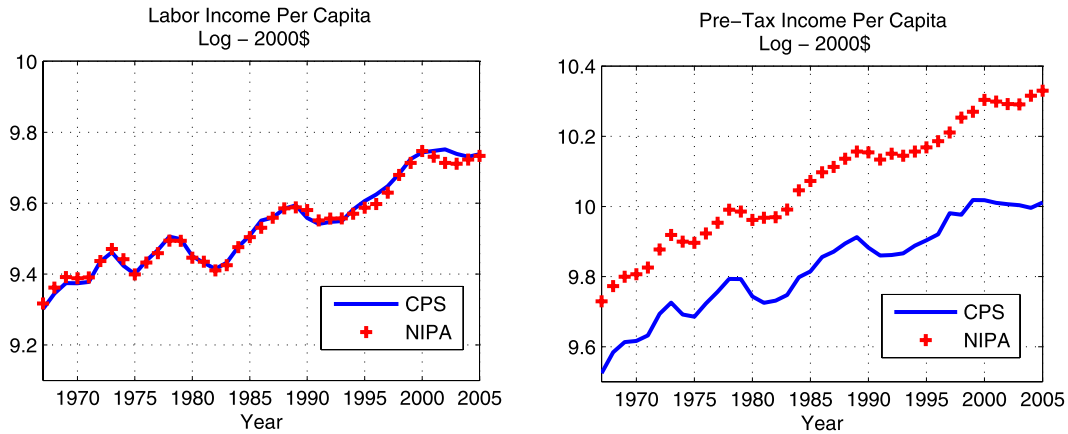 Labor Income Per Capita
Log − 2000$
10
9.8
9.6
9.4
9.2
1970 1975 1980 1985 1990 1995 2000 2005
Year
CPS
NIPA
Pre−Tax Income Per Capita
Log − 2000$
10.4
10.2
10
9.8
9.6
1970 1975 1980 1985 1990 1995 2000 2005
Year
CPS
NIPA